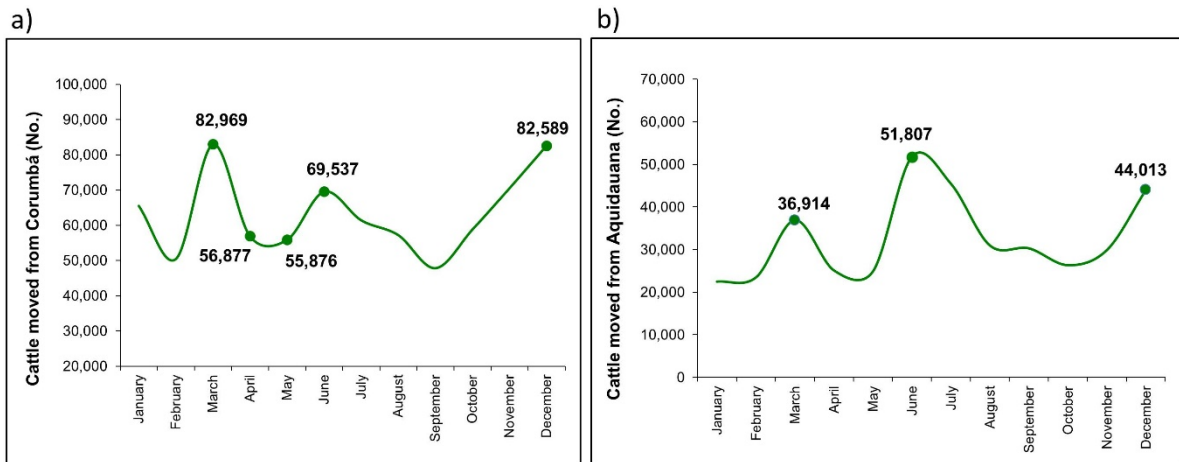 a)
Cattle moved from Corumbá (No.)
100,000
90,000
80,000
70,000
60,000
50,000
40,000
30,000
20,000
82,969
56,877
55,876
69,537
82,589
January
February
March
April
May
June
July
August
September
October
November
December
b)
Cattle moved from Aquidauana (No.)
70,000
60,000
50,000
40,000
30,000
20,000
10,000
0
36,914
51,807
44,013
January
February
March
April
May
June
July
August
September
October
November
December